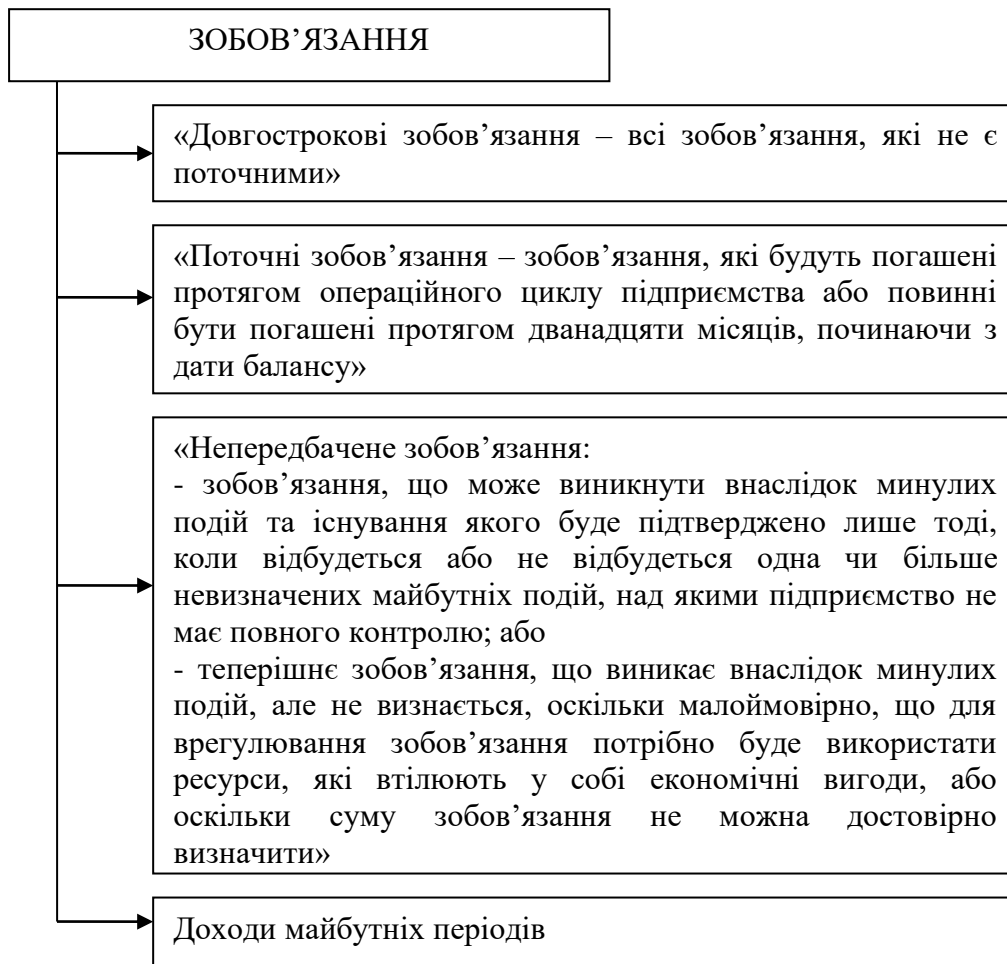 ЗОБОВ’ЯЗАННЯ
«Довгострокові зобов’язання – всі зобов’язання, які не є
поточними»
«Поточні зобов’язання – зобов’язання, які будуть погашені
протягом операційного циклу підприємства або повинні
бути погашені протягом дванадцяти місяців, починаючи з
дати балансу»
«Непередбачене зобов’язання:
- зобов’язання, що може виникнути внаслідок минулих
подій та існування якого буде підтверджено лише тоді,
коли відбудеться або не відбудеться одна чи більше
невизначених майбутніх подій, над якими підприємство не
має повного контролю; або
- теперішнє зобов’язання, що виникає внаслідок минулих
подій, але не визнається, оскільки малоймовірно, що для
врегулювання зобов’язання потрібно буде використати
ресурси, які втілюють у собі економічні вигоди, або
оскільки суму зобов’язання не можна достовірно
визначити»
Доходи майбутніх періодів